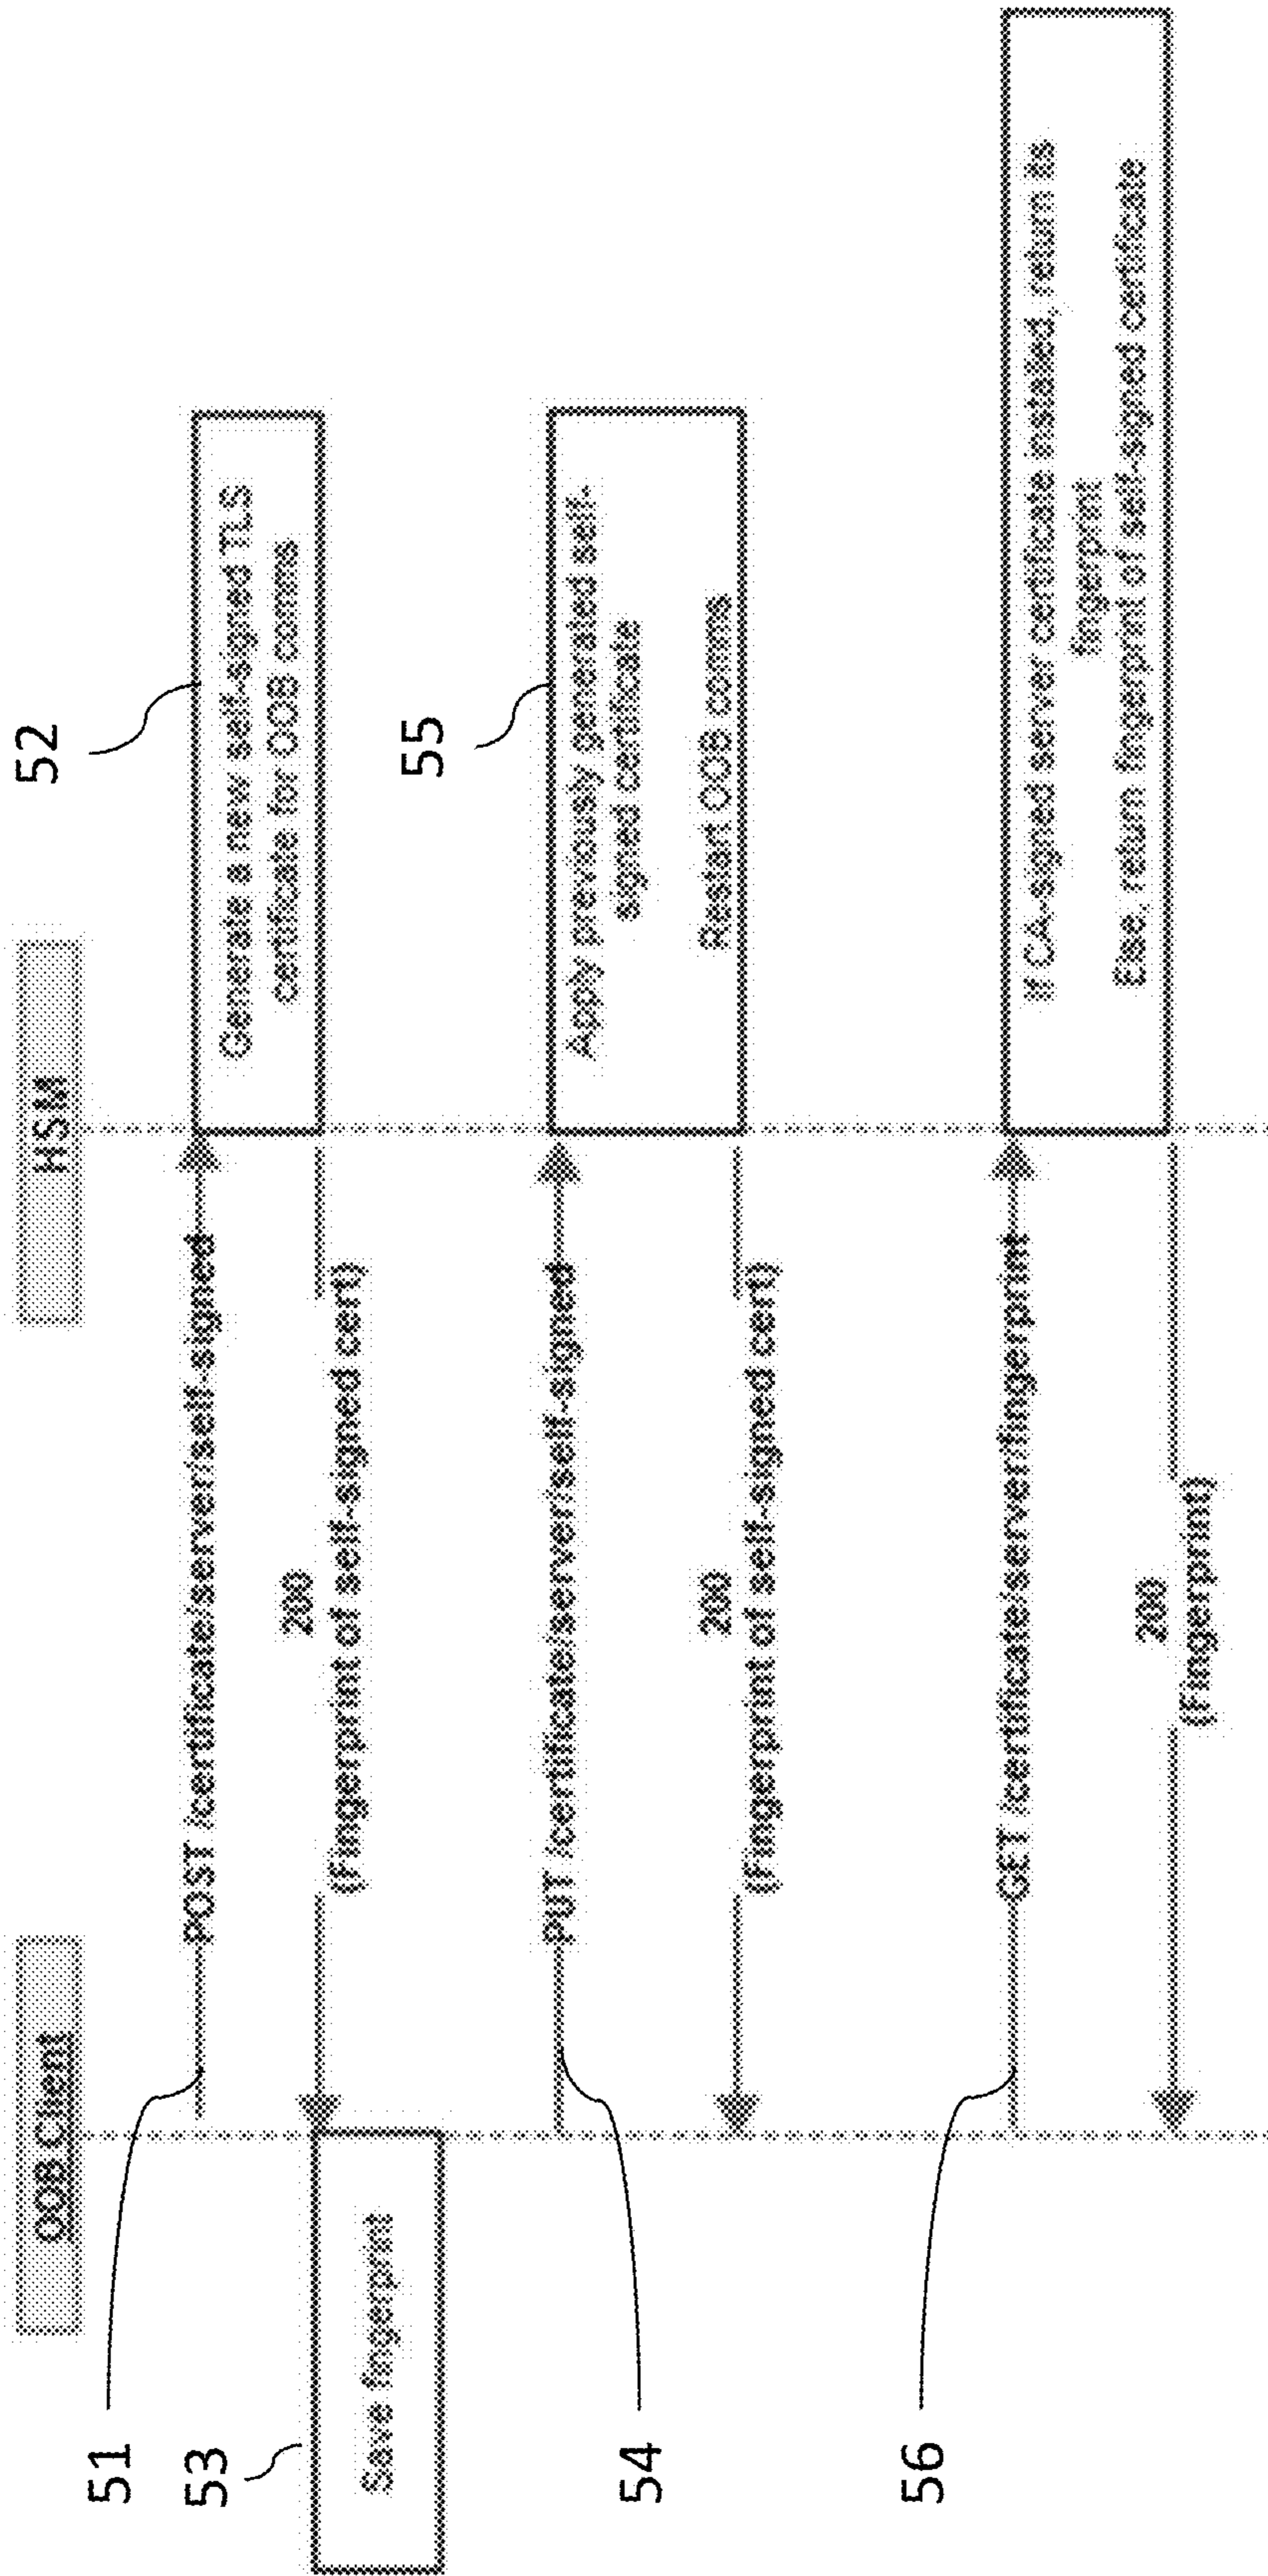 OOB Client
HSM
51
POST /certificate/server/self-signed
52
Generate a new self-signed TLS
certificate for OOB comms
200
(Fingerprint of self-signed cert)
53
Save fingerprint
54
PUT /certificate/server/self-signed
55
Apply previously generated self-
signed certificate
Restart OOB comms
200
(Fingerprint of self-signed cert)
56
GET /certificate/server/fingerprint
If CA-signed server certificate installed, return its
fingerprint
Else, return fingerprint of self-signed certificate
200
(Fingerprint)